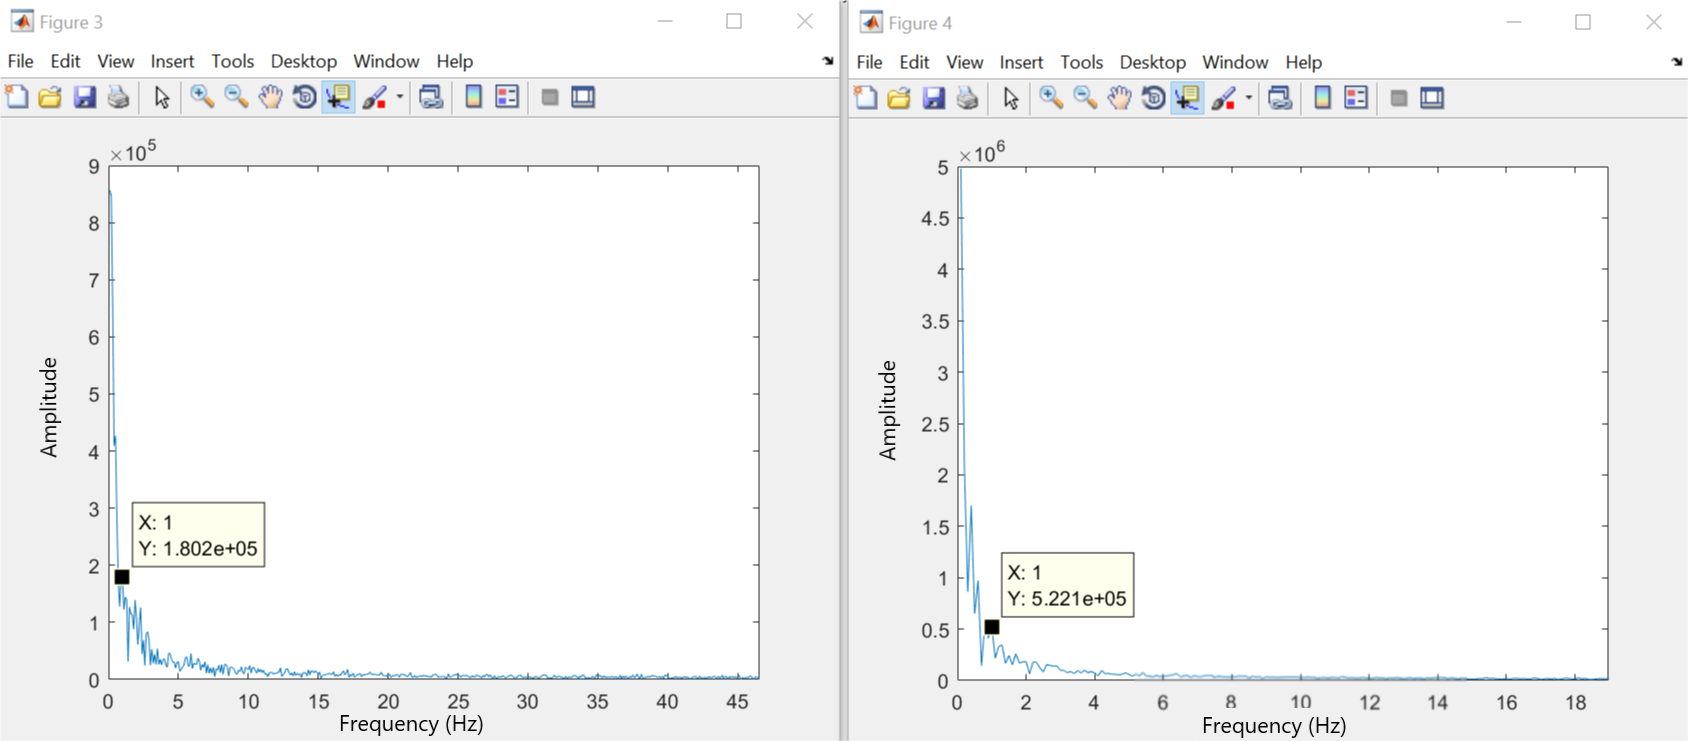 Figure 3
File Edit View Insert Tools Desktop Window Help
×10^5
9
8
7
6
5
4
3
2
1
0
Amplitude
X: 1
Y: 1.802e+05
0 5 10 15 20 25 30 35 40 45
Frequency (Hz)
Figure 4
File Edit View Insert Tools Desktop Window Help
×10^6
5
4.5
4
3.5
3
2.5
2
1.5
1
0.5
0
Amplitude
X: 1
Y: 5.221e+05
0 2 4 6 8 10 12 14 16 18
Frequency (Hz)